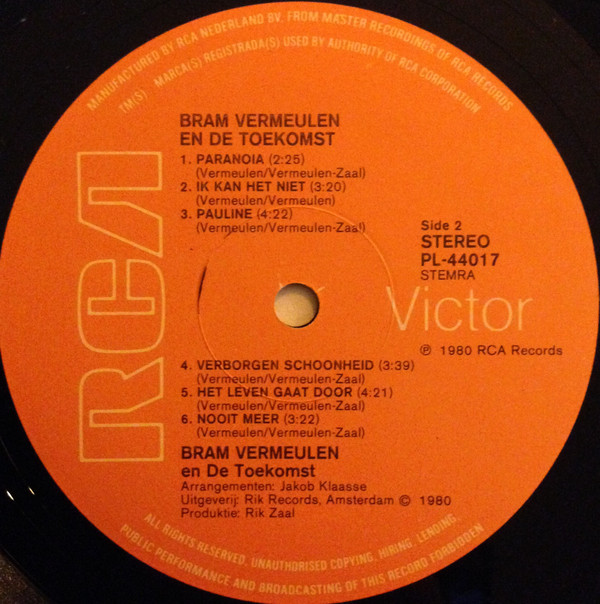 MANUFACTURED BY RCA NEDERLAND BV. FROM MASTER RECORDINGS OF RCA RECORDS
TM(S) MARCA(S) REGISTRADA(S) USED BY AUTHORITY OF RCA CORPORATION
RCA
BRAM VERMEULEN
EN DE TOEKOMST
1. PARANOIA (2:25)
(Vermeulen/Vermeulen-Zaal)
2. IK KAN HET NIET (3:20)
(Vermeulen/Vermeulen)
3. PAULINE (4:22)
(Vermeulen/Vermeulen-Zaal)
Side 2
STEREO
PL-44017
STEMRA
Victor
℗ 1980 RCA Records
4. VERBORGEN SCHOONHEID (3:39)
(Vermeulen/Vermeulen-Zaal)
5. HET LEVEN GAAT DOOR (4:21)
(Vermeulen/Vermeulen-Zaal)
6. NOOIT MEER (3:22)
(Vermeulen/Vermeulen-Zaal)
BRAM VERMEULEN
en De Toekomst
Arrangementen: Jakob Klaasse
Uitgeverij: Rik Records, Amsterdam © 1980
Produktie: Rik Zaal
ALL RIGHTS RESERVED, UNAUTHORISED COPYING, HIRING, LENDING,
PUBLIC PERFORMANCE AND BROADCASTING OF THIS RECORD FORBIDDEN